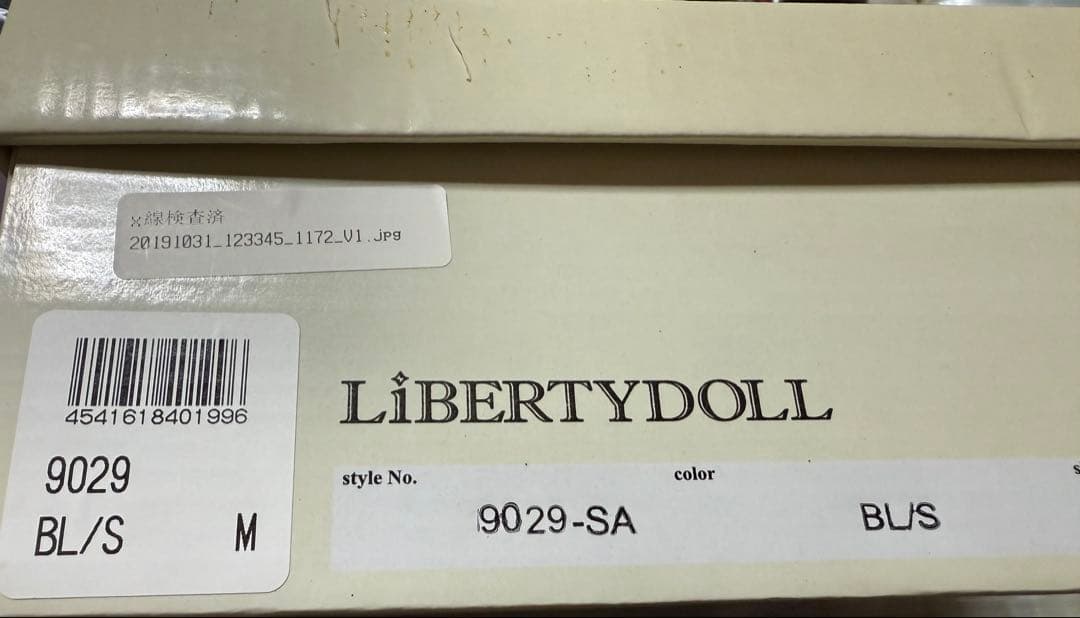 X線検査済
20191031_123345_1172_V1.jpg
4541618401996
9029
BL/S M
LiBERTYDOLL
style No. color s
9029-SA BL/S